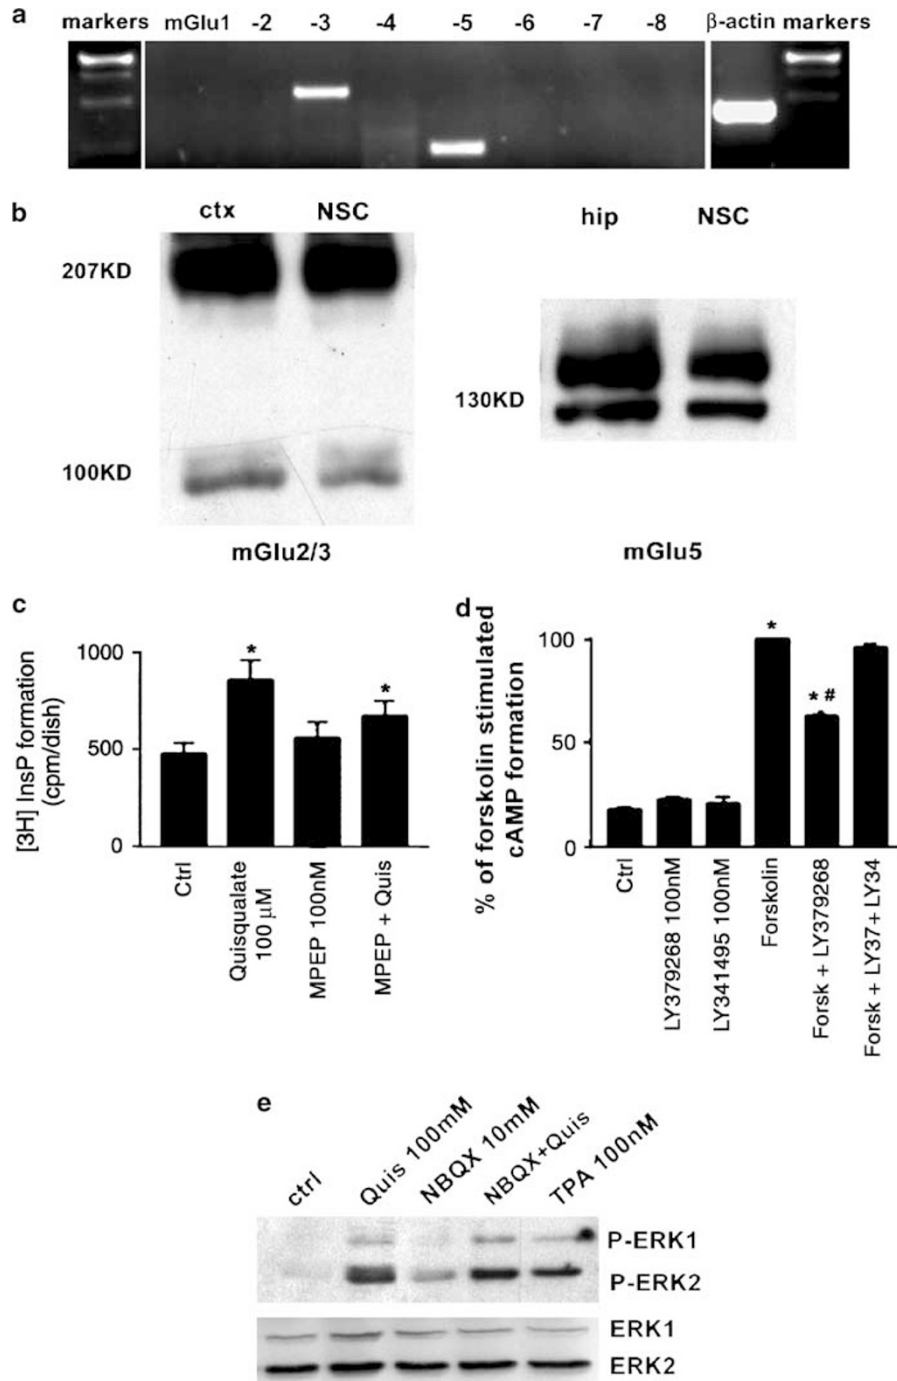 a
markers mGlu1 -2 -3 -4 -5 -6 -7 -8 β-actin markers
b
ctx NSC
hip NSC
207KD
130KD
100KD
mGlu2/3
mGlu5
c
[3H] InsP formation
(cpm/dish)
1000
500
0
Ctrl
Quisqualate
100 μM
MPEP 100nM
MPEP + Quis
*
*
d
% of forskolin stimulated
cAMP formation
100
50
0
Ctrl
LY379268 100nM
LY341495 100nM
Forskolin
Forsk + LY379268
Forsk + LY37+ LY34
*
* #
e
ctrl
Quis 100mM
NBQX 10mM
NBQX+Quis
TPA 100nM
P-ERK1
P-ERK2
ERK1
ERK2